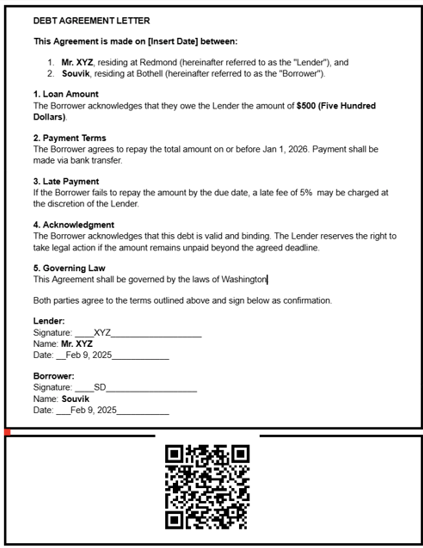 DEBT AGREEMENT LETTER
This Agreement is made on [Insert Date] between:
1. Mr. XYZ, residing at Redmond (hereinafter referred to as the "Lender"), and
2. Souvik, residing at Bothell (hereinafter referred to as the "Borrower").
1. Loan Amount
The Borrower acknowledges that they owe the Lender the amount of $500 (Five Hundred
Dollars).
2. Payment Terms
The Borrower agrees to repay the total amount on or before Jan 1, 2026. Payment shall be
made via bank transfer.
3. Late Payment
If the Borrower fails to repay the amount by the due date, a late fee of 5% may be charged at
the discretion of the Lender.
4. Acknowledgment
The Borrower acknowledges that this debt is valid and binding. The Lender reserves the right to
take legal action if the amount remains unpaid beyond the agreed deadline.
5. Governing Law
This Agreement shall be governed by the laws of Washington
Both parties agree to the terms outlined above and sign below as confirmation.
Lender:
Signature: ____XYZ____________________
Name: Mr. XYZ
Date: __Feb 9, 2025_____________
Borrower:
Signature: ____SD____________________
Name: Souvik
Date: ___Feb 9, 2025____________